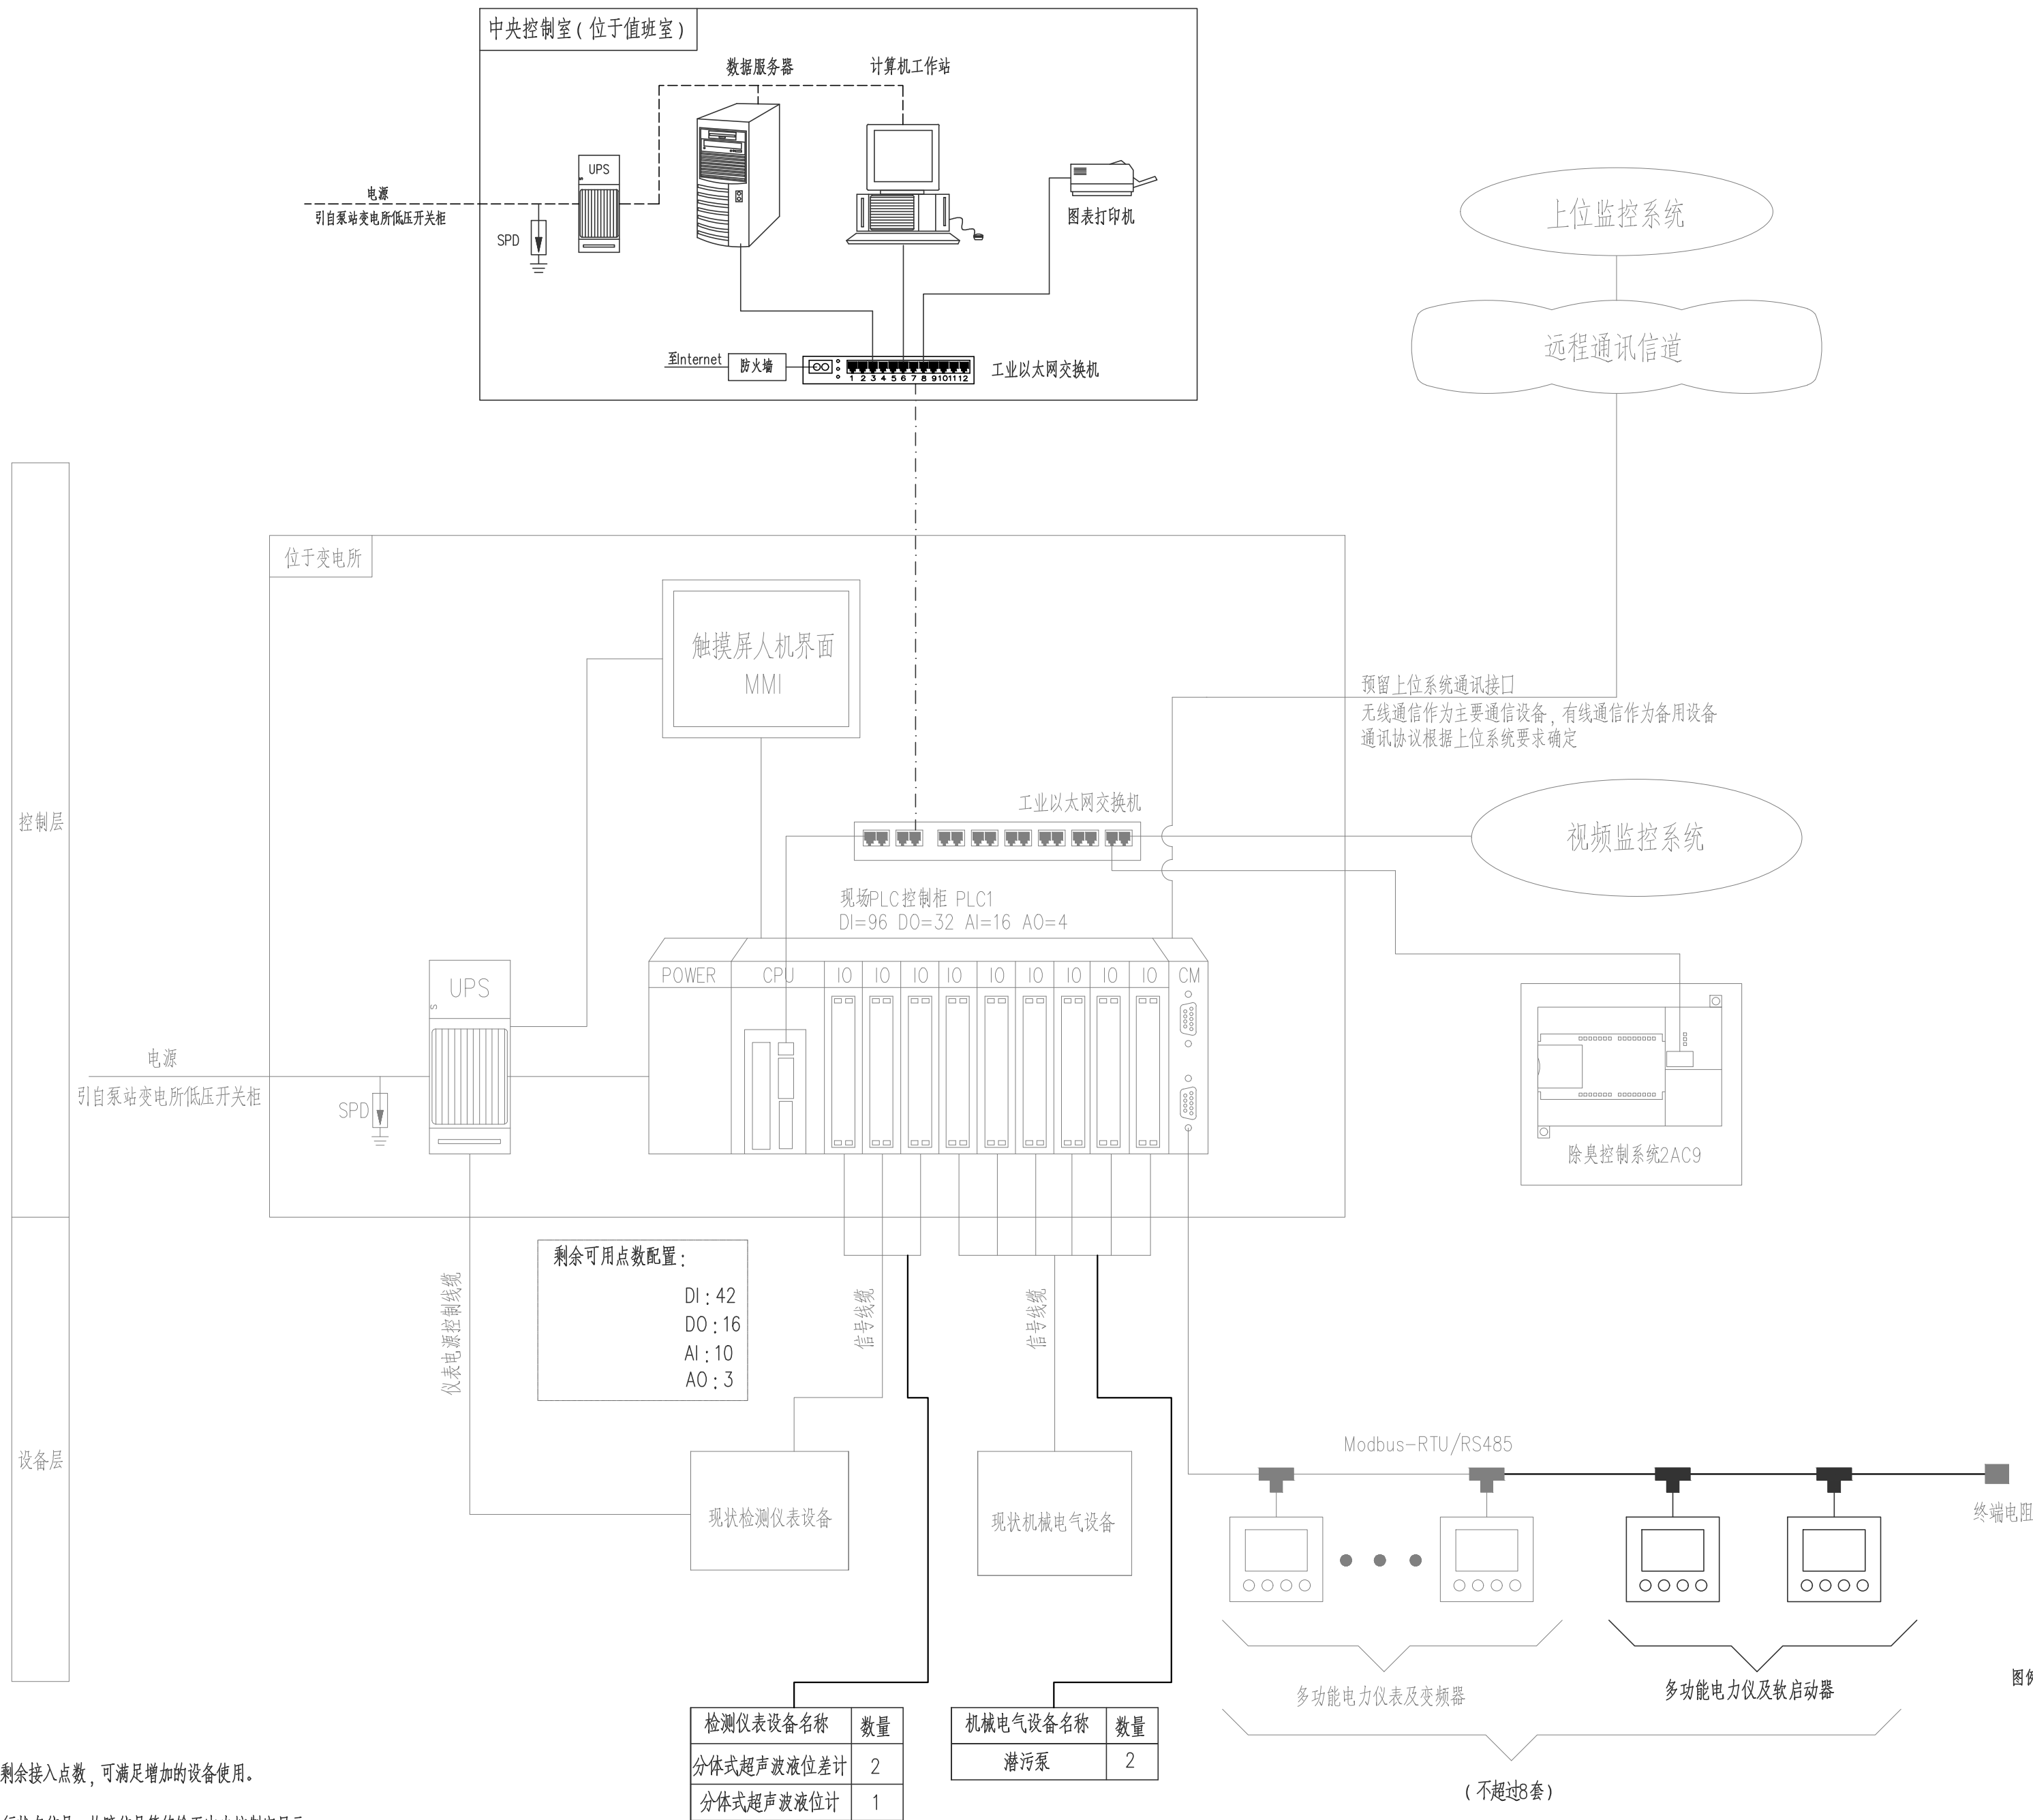 中央控制室(位于值班室)
数据服务器
计算机工作站
UPS
S
电源
引自泵站变电所低压开关柜
SPD
图表打印机
至Internet
防火墙
1 2 3 4 5 6 7 8 9 10 11 12
工业以太网交换机
上位监控系统
远程通讯信道
位于变电所
触摸屏人机界面
MMI
预留上位系统通讯接口
无线通信作为主要通信设备,有线通信作为备用设备
通讯协议根据上位系统要求确定
控制层
工业以太网交换机
视频监控系统
现场PLC控制柜 PLC1
DI=96 DO=32 AI=16 AO=4
POWER CPU IO IO IO IO IO IO IO IO IO CM
UPS
S
电源
引自泵站变电所低压开关柜
SPD
除臭控制系统2AC9
剩余可用点数配置:
DI:42
DO:16
AI:10
AO:3
仪表电源控制线缆
信号线缆
信号线缆
设备层
Modbus-RTU/RS485
现状检测仪表设备
现状机械电气设备
终端电阻
多功能电力仪表及变频器
多功能电力仪及软启动器
(不超过8套)
检测仪表设备名称 数量
分体式超声波液位差计 2
分体式超声波液位计 1
机械电气设备名称 数量
潜污泵 2
剩余接入点数,可满足增加的设备使用。